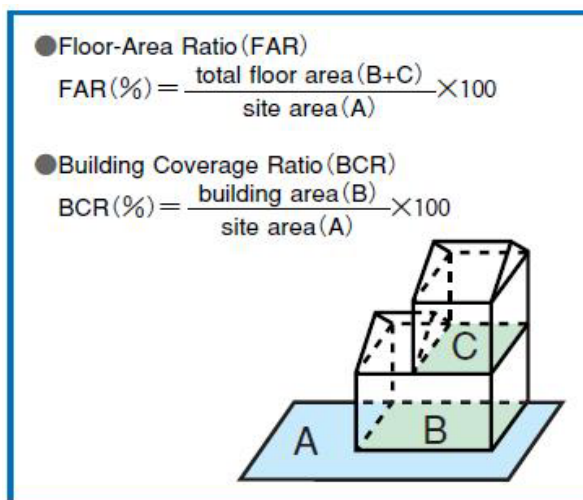 ●Floor-Area Ratio(FAR)
FAR(%)=total floor area(B+C)/site area(A)×100
●Building Coverage Ratio(BCR)
BCR(%)=building area(B)/site area(A)×100
C
A
B